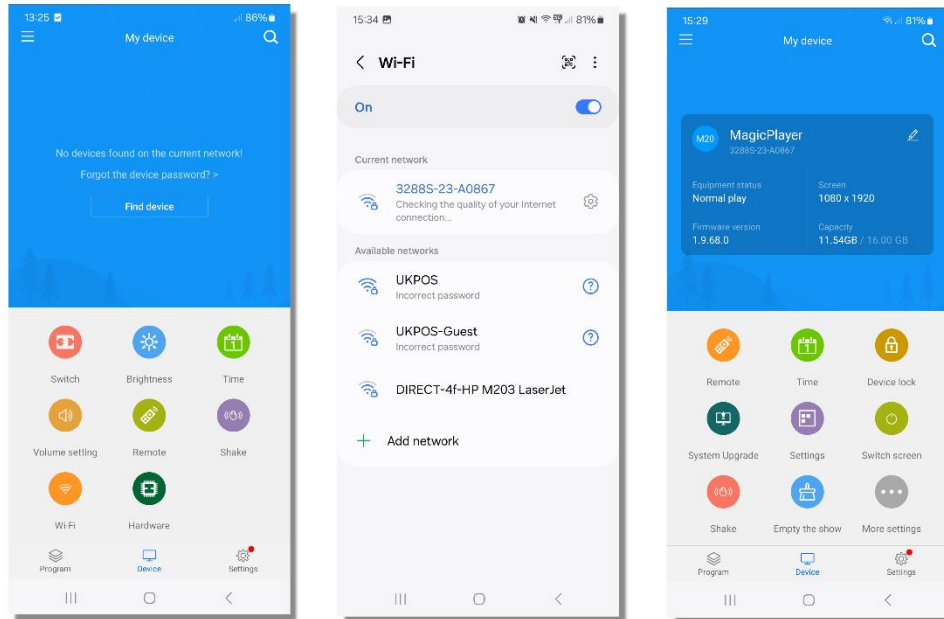 13:25
86%
My device
No devices found on the current network!
Forgot the device password? >
Find device
Switch
Brightness
Time
Volume setting
Remote
Shake
Wi-Fi
Hardware
Program
Device
Settings
15:34
81%
Wi-Fi
On
Current network
3288S-23-A0867
Checking the quality of your Internet
connection...
Available networks
UKPOS
Incorrect password
UKPOS-Guest
Incorrect password
DIRECT-4f-HP M203 LaserJet
Add network
15:29
81%
My device
M20
MagicPlayer
3288S-23-A0867
Equipment status
Screen
Normal play
1080 x 1920
Firmware version
Capacity
1.9.68.0
11.54GB / 16.00 GB
Remote
Time
Device lock
System Upgrade
Settings
Switch screen
Shake
Empty the show
More settings
Program
Device
Settings